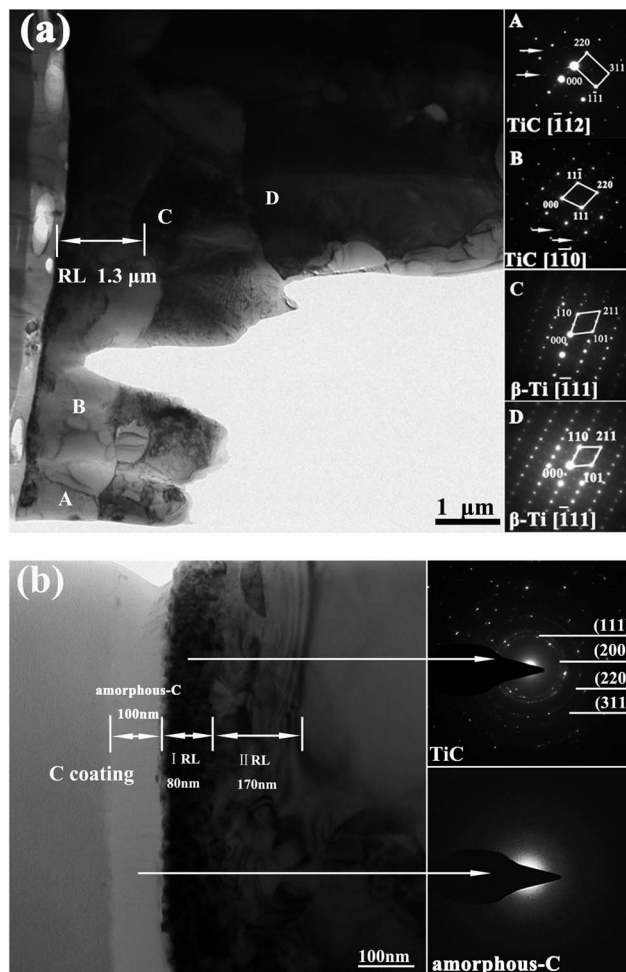 (a)
C
D
RL 1.3 μm
B
A
1 μm
A
220
311
000
11̄1
TiC [1̄12]
B
111̄
220
000
111
TiC [11̄0]
C
110
211
000
101
β-Ti [1̄11]
D
110
211
000
101
β-Ti [1̄11]
(b)
amorphous-C
100nm
C coating
Ⅰ RL
80nm
Ⅱ RL
170nm
100nm
(111
(200
(220
(311
TiC
amorphous-C